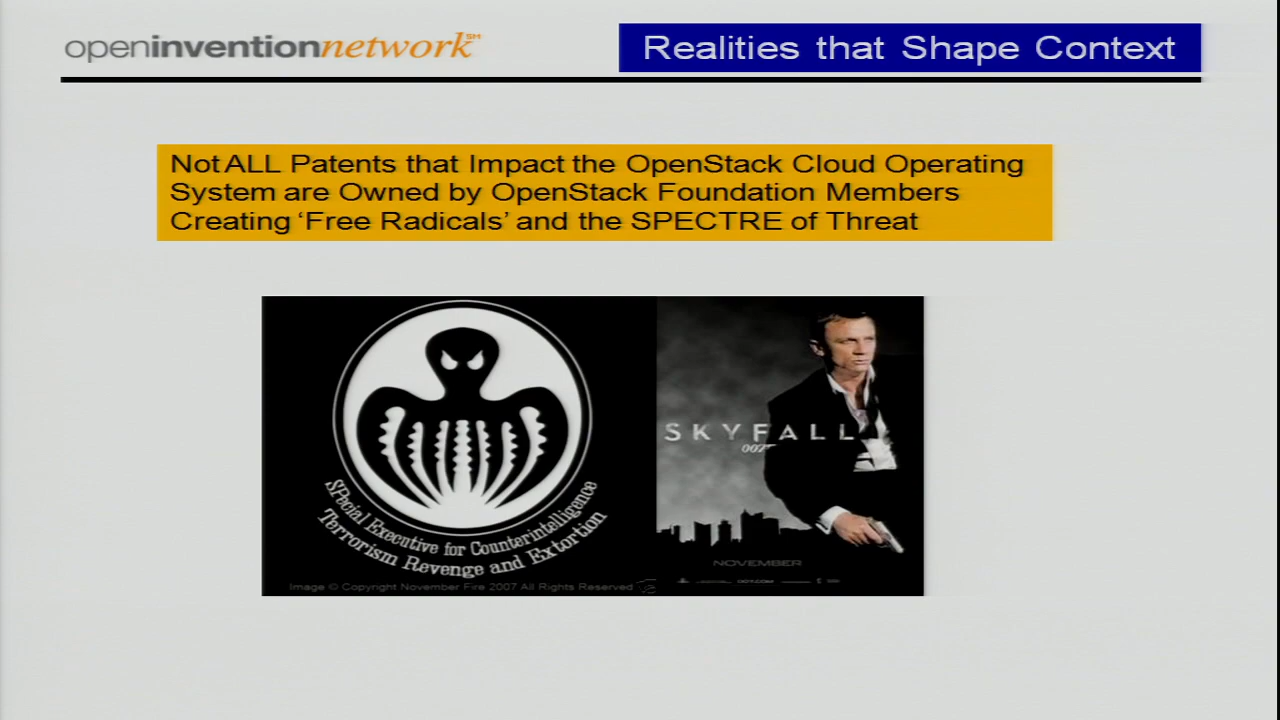 openinventionnetwork SM
Realities that Shape Context
Not ALL Patents that Impact the OpenStack Cloud Operating
System are Owned by OpenStack Foundation Members
Creating ‘Free Radicals’ and the SPECTRE of Threat
SPecial Executive for Counterintelligence
Terrorism Revenge and Extortion
Image © Copyright November Fire 2007 All Rights Reserved
SKYFALL
007
NOVEMBER